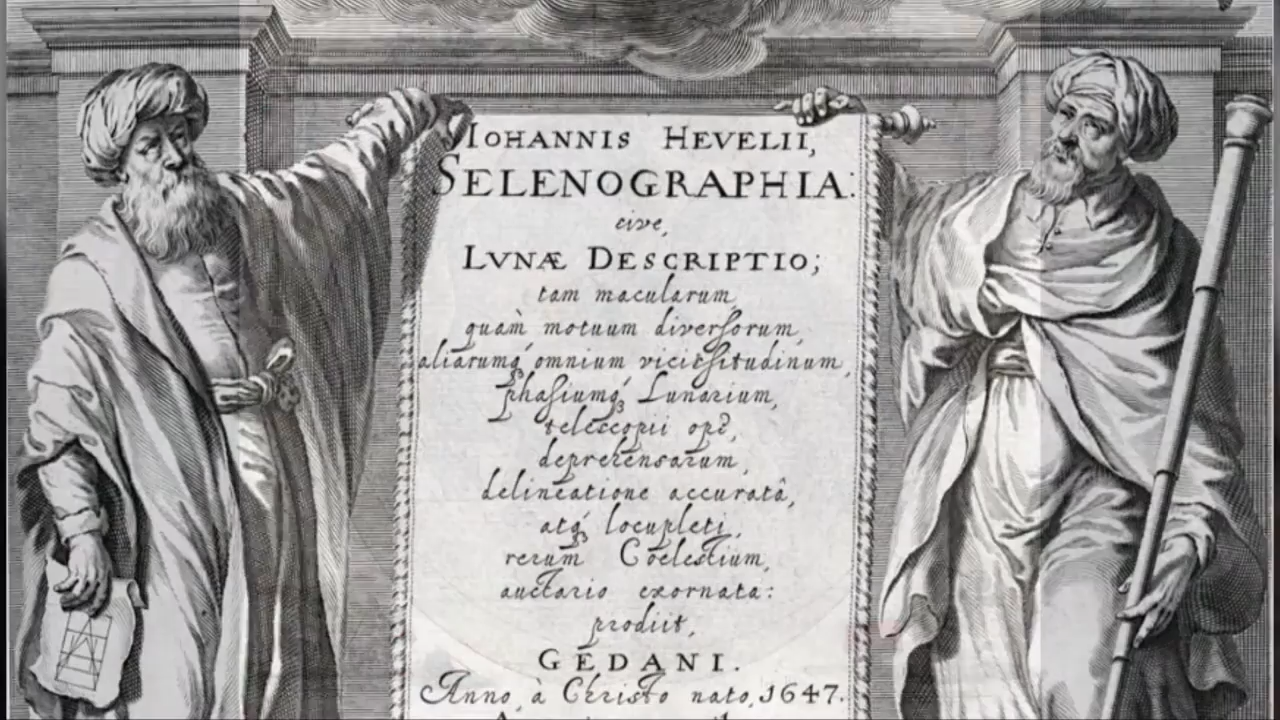 IOHANNIS HEVELII,
SELENOGRAPHIA:
sive,
LVNÆ DESCRIPTIO;
tam macularum,
quàm motuum diversorum,
aliarumq́ꝫ omnium vicissitudinum,
phasiumq́ꝫ Lunarium,
telescopii ope,
deprehensarum,
delineatione accuratâ,
atq́ꝫ locupleti,
rerum Coelestium,
auctario exornata:
prodiit,
GEDANI.
Anno, à Christo nato, 1647.